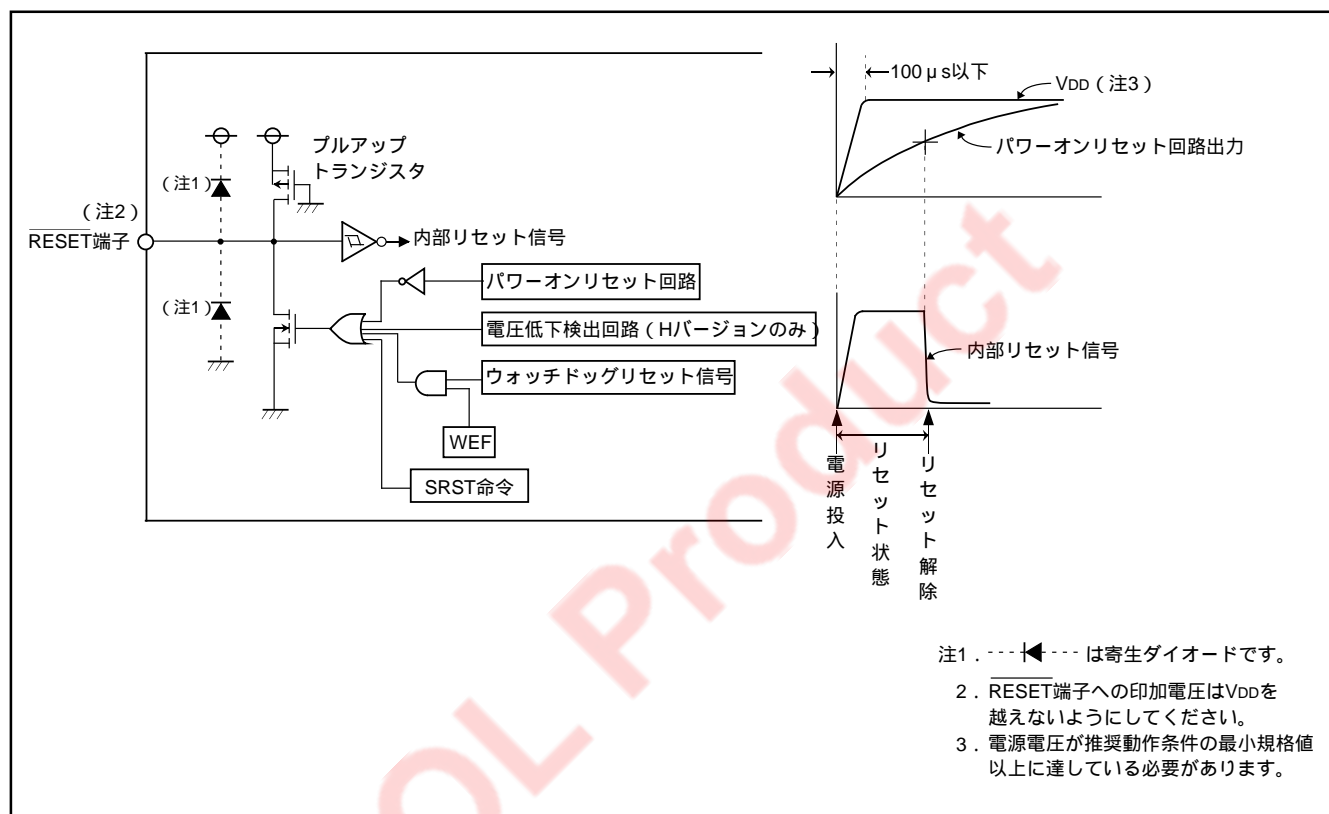 100μs以下
VDD（注3）
パワーオンリセット回路出力
プルアップ
トランジスタ
（注1）
（注2）
RESET端子
内部リセット信号
パワーオンリセット回路
（注1）
電圧低下検出回路（Hバージョンのみ）
ウォッチドッグリセット信号
WEF
SRST命令
内部リセット信号
電源投入
リセット状態
リセット解除
注1．は寄生ダイオードです。
2．RESET端子への印加電圧はVDDを
越えないようにしてください。
3．電源電圧が推奨動作条件の最小規格値
以上に達している必要があります。
OL Product